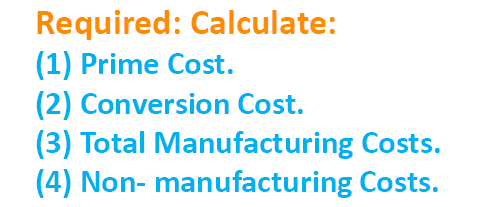 Required: Calculate:
(1) Prime Cost.
(2) Conversion Cost.
(3) Total Manufacturing Costs.
(4) Non- manufacturing Costs.